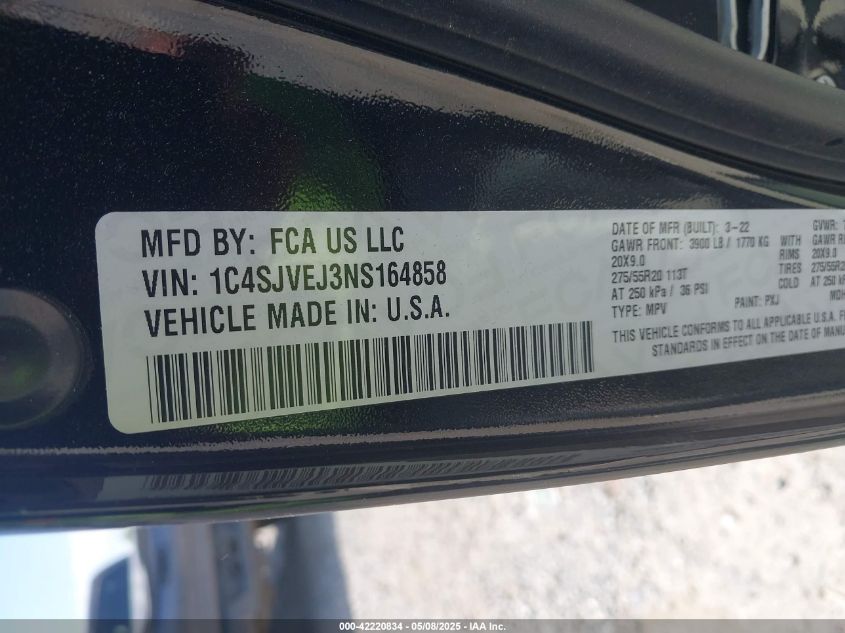 MFD BY: FCA US LLC
VIN: 1C4SJVEJ3NS164858
VEHICLE MADE IN: U.S.A.
DATE OF MFR (BUILT): 3-22
GVWR:
GAWR FRONT: 3900 LB / 1770 KG WITH GAWR
20X9.0 RIMS 20X9.0
275/55R20 113T TIRES 275/55R20
AT 250 kPa / 36 PSI COLD AT 250 kPa
TYPE: MPV PAINT: PXJ
THIS VEHICLE CONFORMS TO ALL APPLICABLE U.S.A.
STANDARDS IN EFFECT ON THE DATE OF
000-42220834 - 05/08/2025 - IAA Inc.